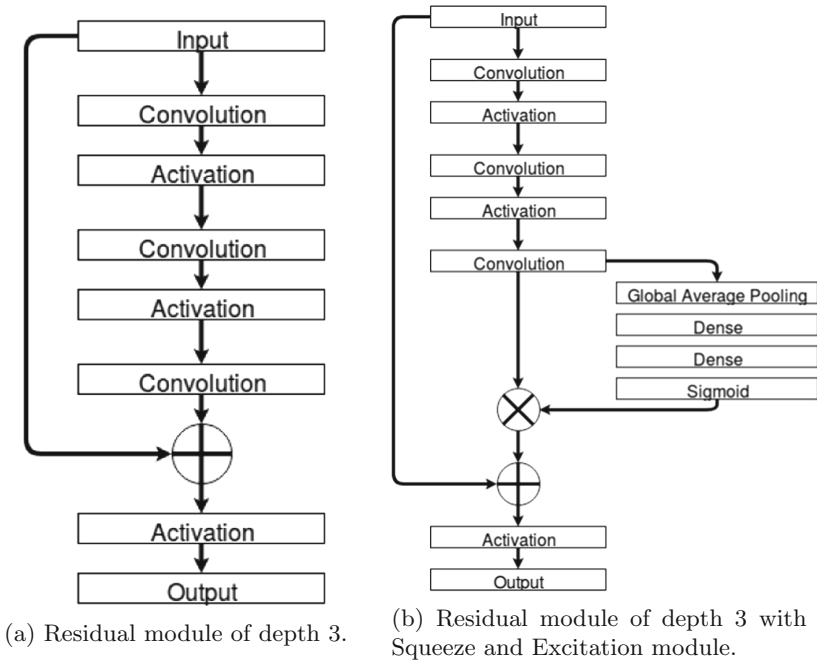 Input
Convolution
Activation
Convolution
Activation
Convolution
Activation
Output
(a) Residual module of depth 3.
Input
Convolution
Activation
Convolution
Activation
Convolution
Global Average Pooling
Dense
Dense
Sigmoid
Activation
Output
(b) Residual module of depth 3 with
Squeeze and Excitation module.